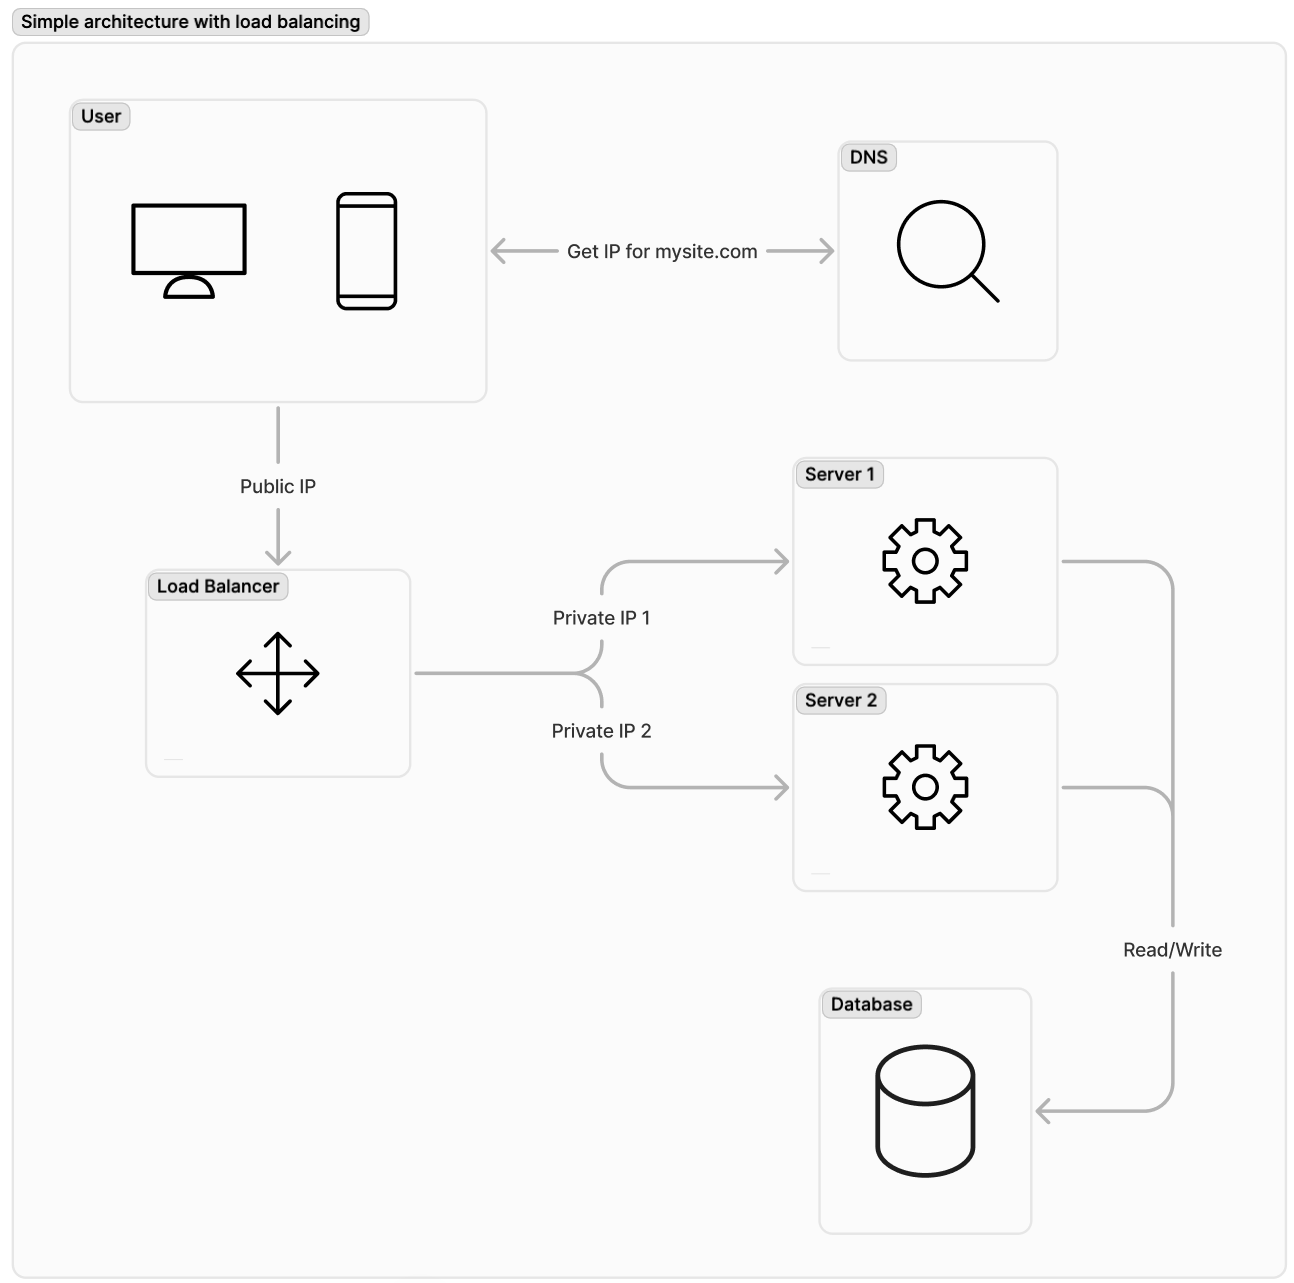 Simple architecture with load balancing
User
DNS
Get IP for mysite.com
Public IP
Server 1
Load Balancer
Private IP 1
Server 2
Private IP 2
Read/Write
Database